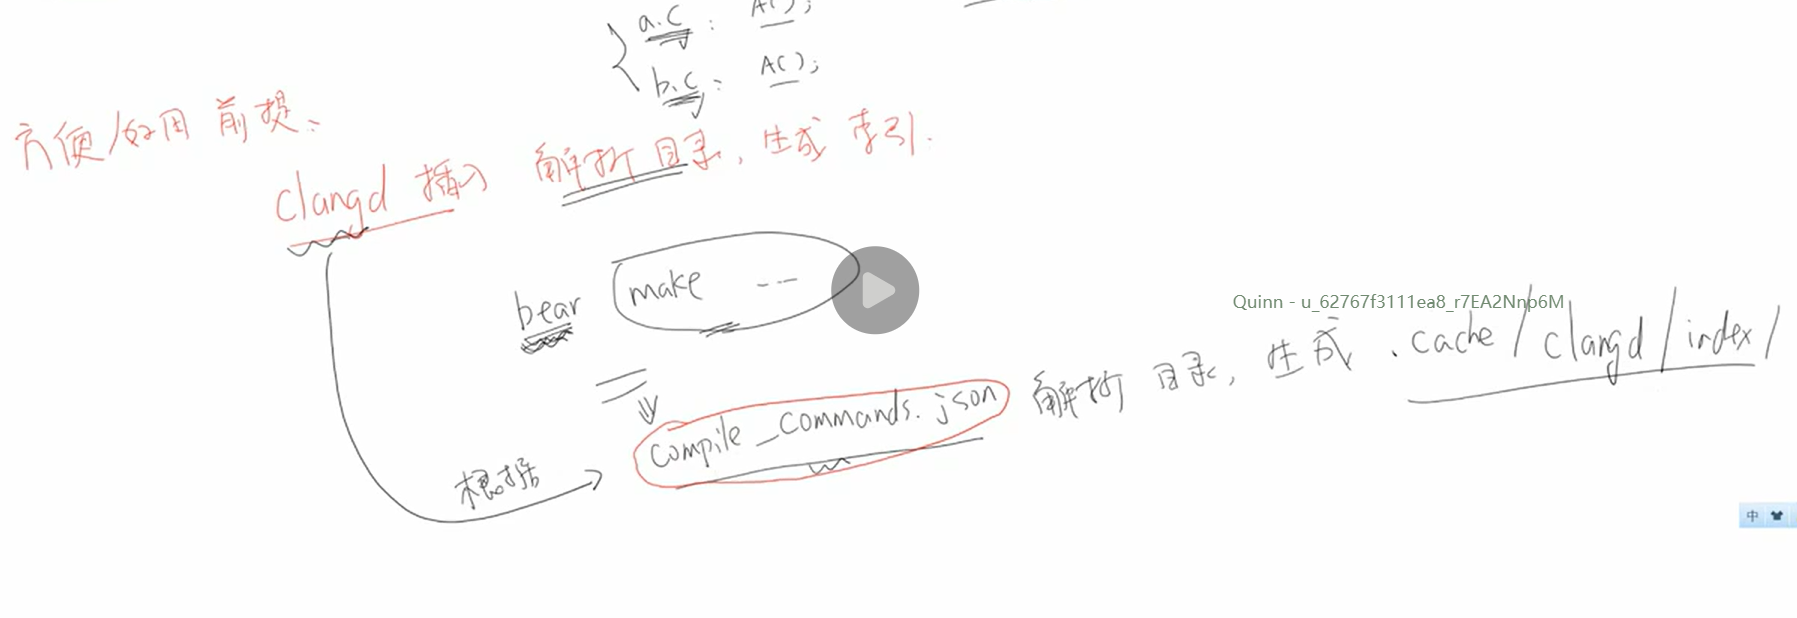 a.c : A();
b.c : A();
方便/好用 前提:
clangd 插入 解析目录, 生成 索引.
bear make ---
Quinn - u_62767f3111ea8_r7EA2Nnp6M
compile_commands.json 解析 目录, 生成 .cache/clangd/index/
根据
中